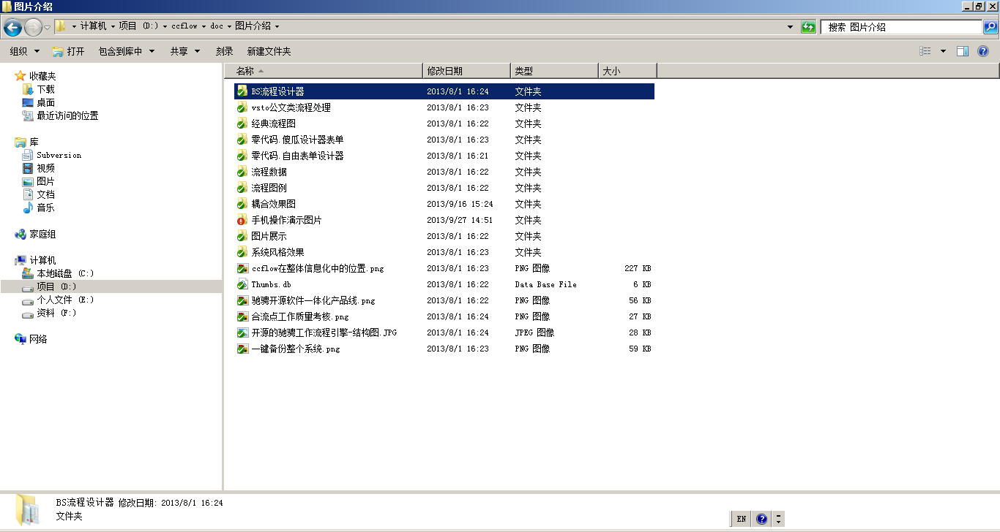 图片介绍
计算机 项目 (D:) ccflow doc 图片介绍
搜索 图片介绍
组织 打开 包含到库中 共享 刻录 新建文件夹
收藏夹
下载
桌面
最近访问的位置
库
Subversion
视频
图片
文档
音乐
家庭组
计算机
本地磁盘 (C:)
项目 (D:)
个人文件 (E:)
资料 (F:)
网络
名称 修改日期 类型 大小
BS流程设计器 2013/8/1 16:24 文件夹
vsto公文类流程处理 2013/8/1 16:23 文件夹
经典流程图 2013/8/1 16:22 文件夹
零代码.傻瓜设计器表单 2013/8/1 16:23 文件夹
零代码.自由表单设计器 2013/8/1 16:21 文件夹
流程数据 2013/8/1 16:22 文件夹
流程图例 2013/8/1 16:22 文件夹
耦合效果图 2013/9/16 15:24 文件夹
手机操作演示图片 2013/9/27 14:51 文件夹
图片展示 2013/8/1 16:22 文件夹
系统风格效果 2013/8/1 16:23 文件夹
ccflow在整体信息化中的位置.png 2013/8/1 16:23 PNG 图像 227 KB
Thumbs.db 2013/8/1 16:22 Data Base File 6 KB
驰骋开源软件一体化产品线.png 2013/8/1 16:22 PNG 图像 56 KB
合流点工作质量考核.png 2013/8/1 16:24 PNG 图像 27 KB
开源的驰骋工作流程引擎-结构图.JPG 2013/8/1 16:24 JPEG 图像 28 KB
一键备份整个系统.png 2013/8/1 16:23 PNG 图像 59 KB
BS流程设计器 修改日期: 2013/8/1 16:24
文件夹
EN